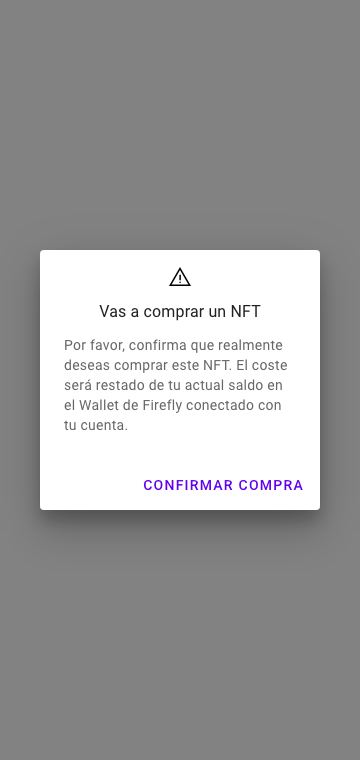 Vas a comprar un NFT
Por favor, confirma que realmente
deseas comprar este NFT. El coste
será restado de tu actual saldo en
el Wallet de Firefly conectado con
tu cuenta.
CONFIRMAR COMPRA